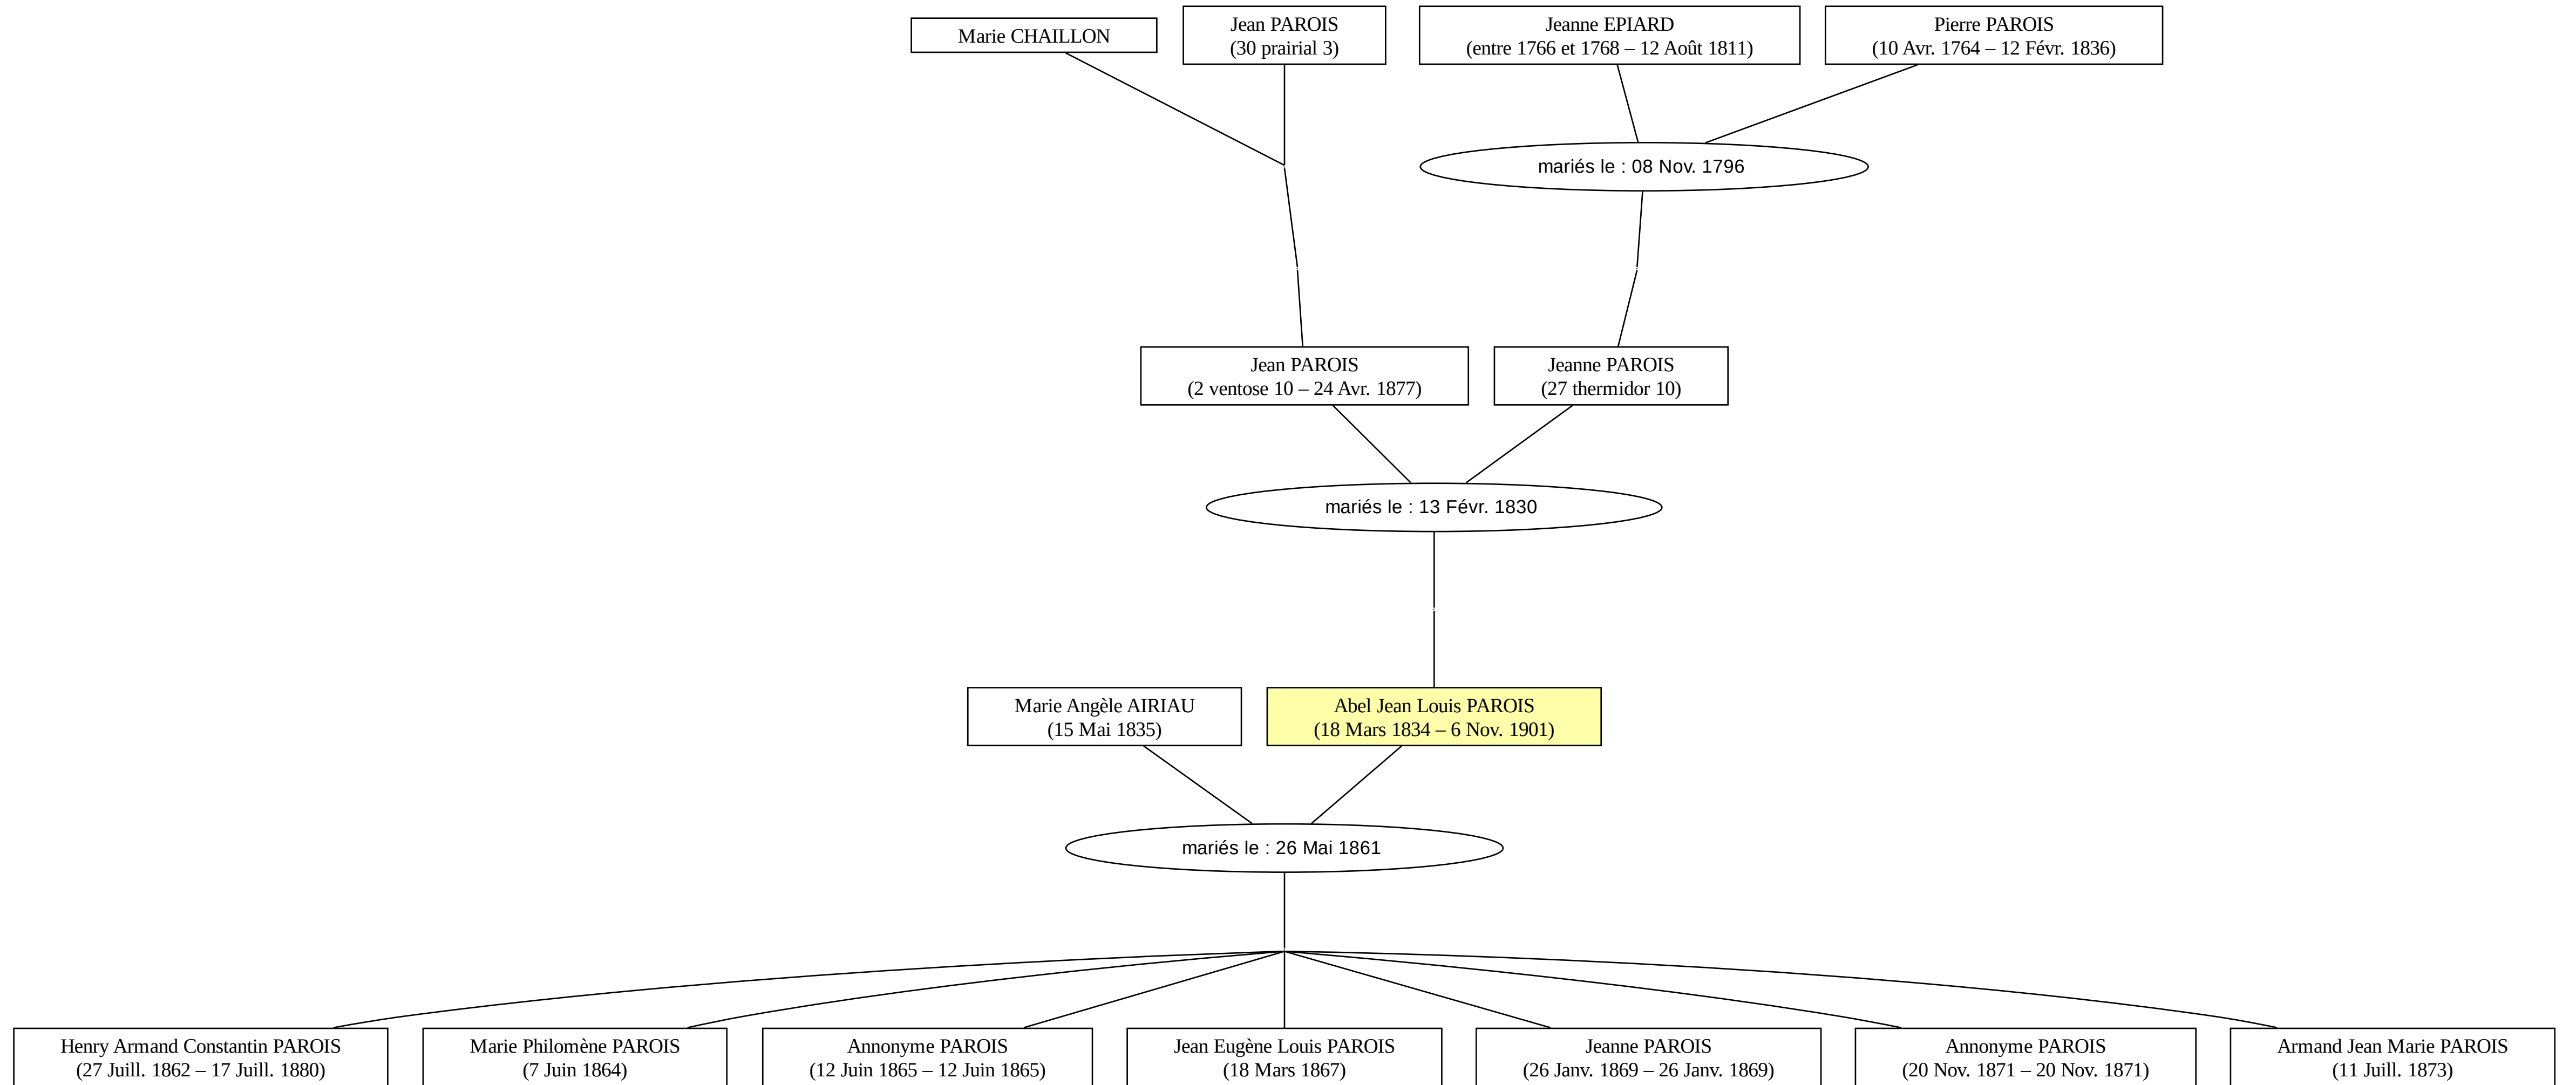 Marie CHAILLON
Jean PAROIS
(30 prairial 3)
Jeanne EPIARD
(entre 1766 et 1768 – 12 Août 1811)
Pierre PAROIS
(10 Avr. 1764 – 12 Févr. 1836)
mariés le : 08 Nov. 1796
Jean PAROIS
(2 ventose 10 – 24 Avr. 1877)
Jeanne PAROIS
(27 thermidor 10)
mariés le : 13 Févr. 1830
Marie Angèle AIRIAU
(15 Mai 1835)
Abel Jean Louis PAROIS
(18 Mars 1834 – 6 Nov. 1901)
mariés le : 26 Mai 1861
Henry Armand Constantin PAROIS
(27 Juill. 1862 – 17 Juill. 1880)
Marie Philomène PAROIS
(7 Juin 1864)
Annonyme PAROIS
(12 Juin 1865 – 12 Juin 1865)
Jean Eugène Louis PAROIS
(18 Mars 1867)
Jeanne PAROIS
(26 Janv. 1869 – 26 Janv. 1869)
Annonyme PAROIS
(20 Nov. 1871 – 20 Nov. 1871)
Armand Jean Marie PAROIS
(11 Juill. 1873)